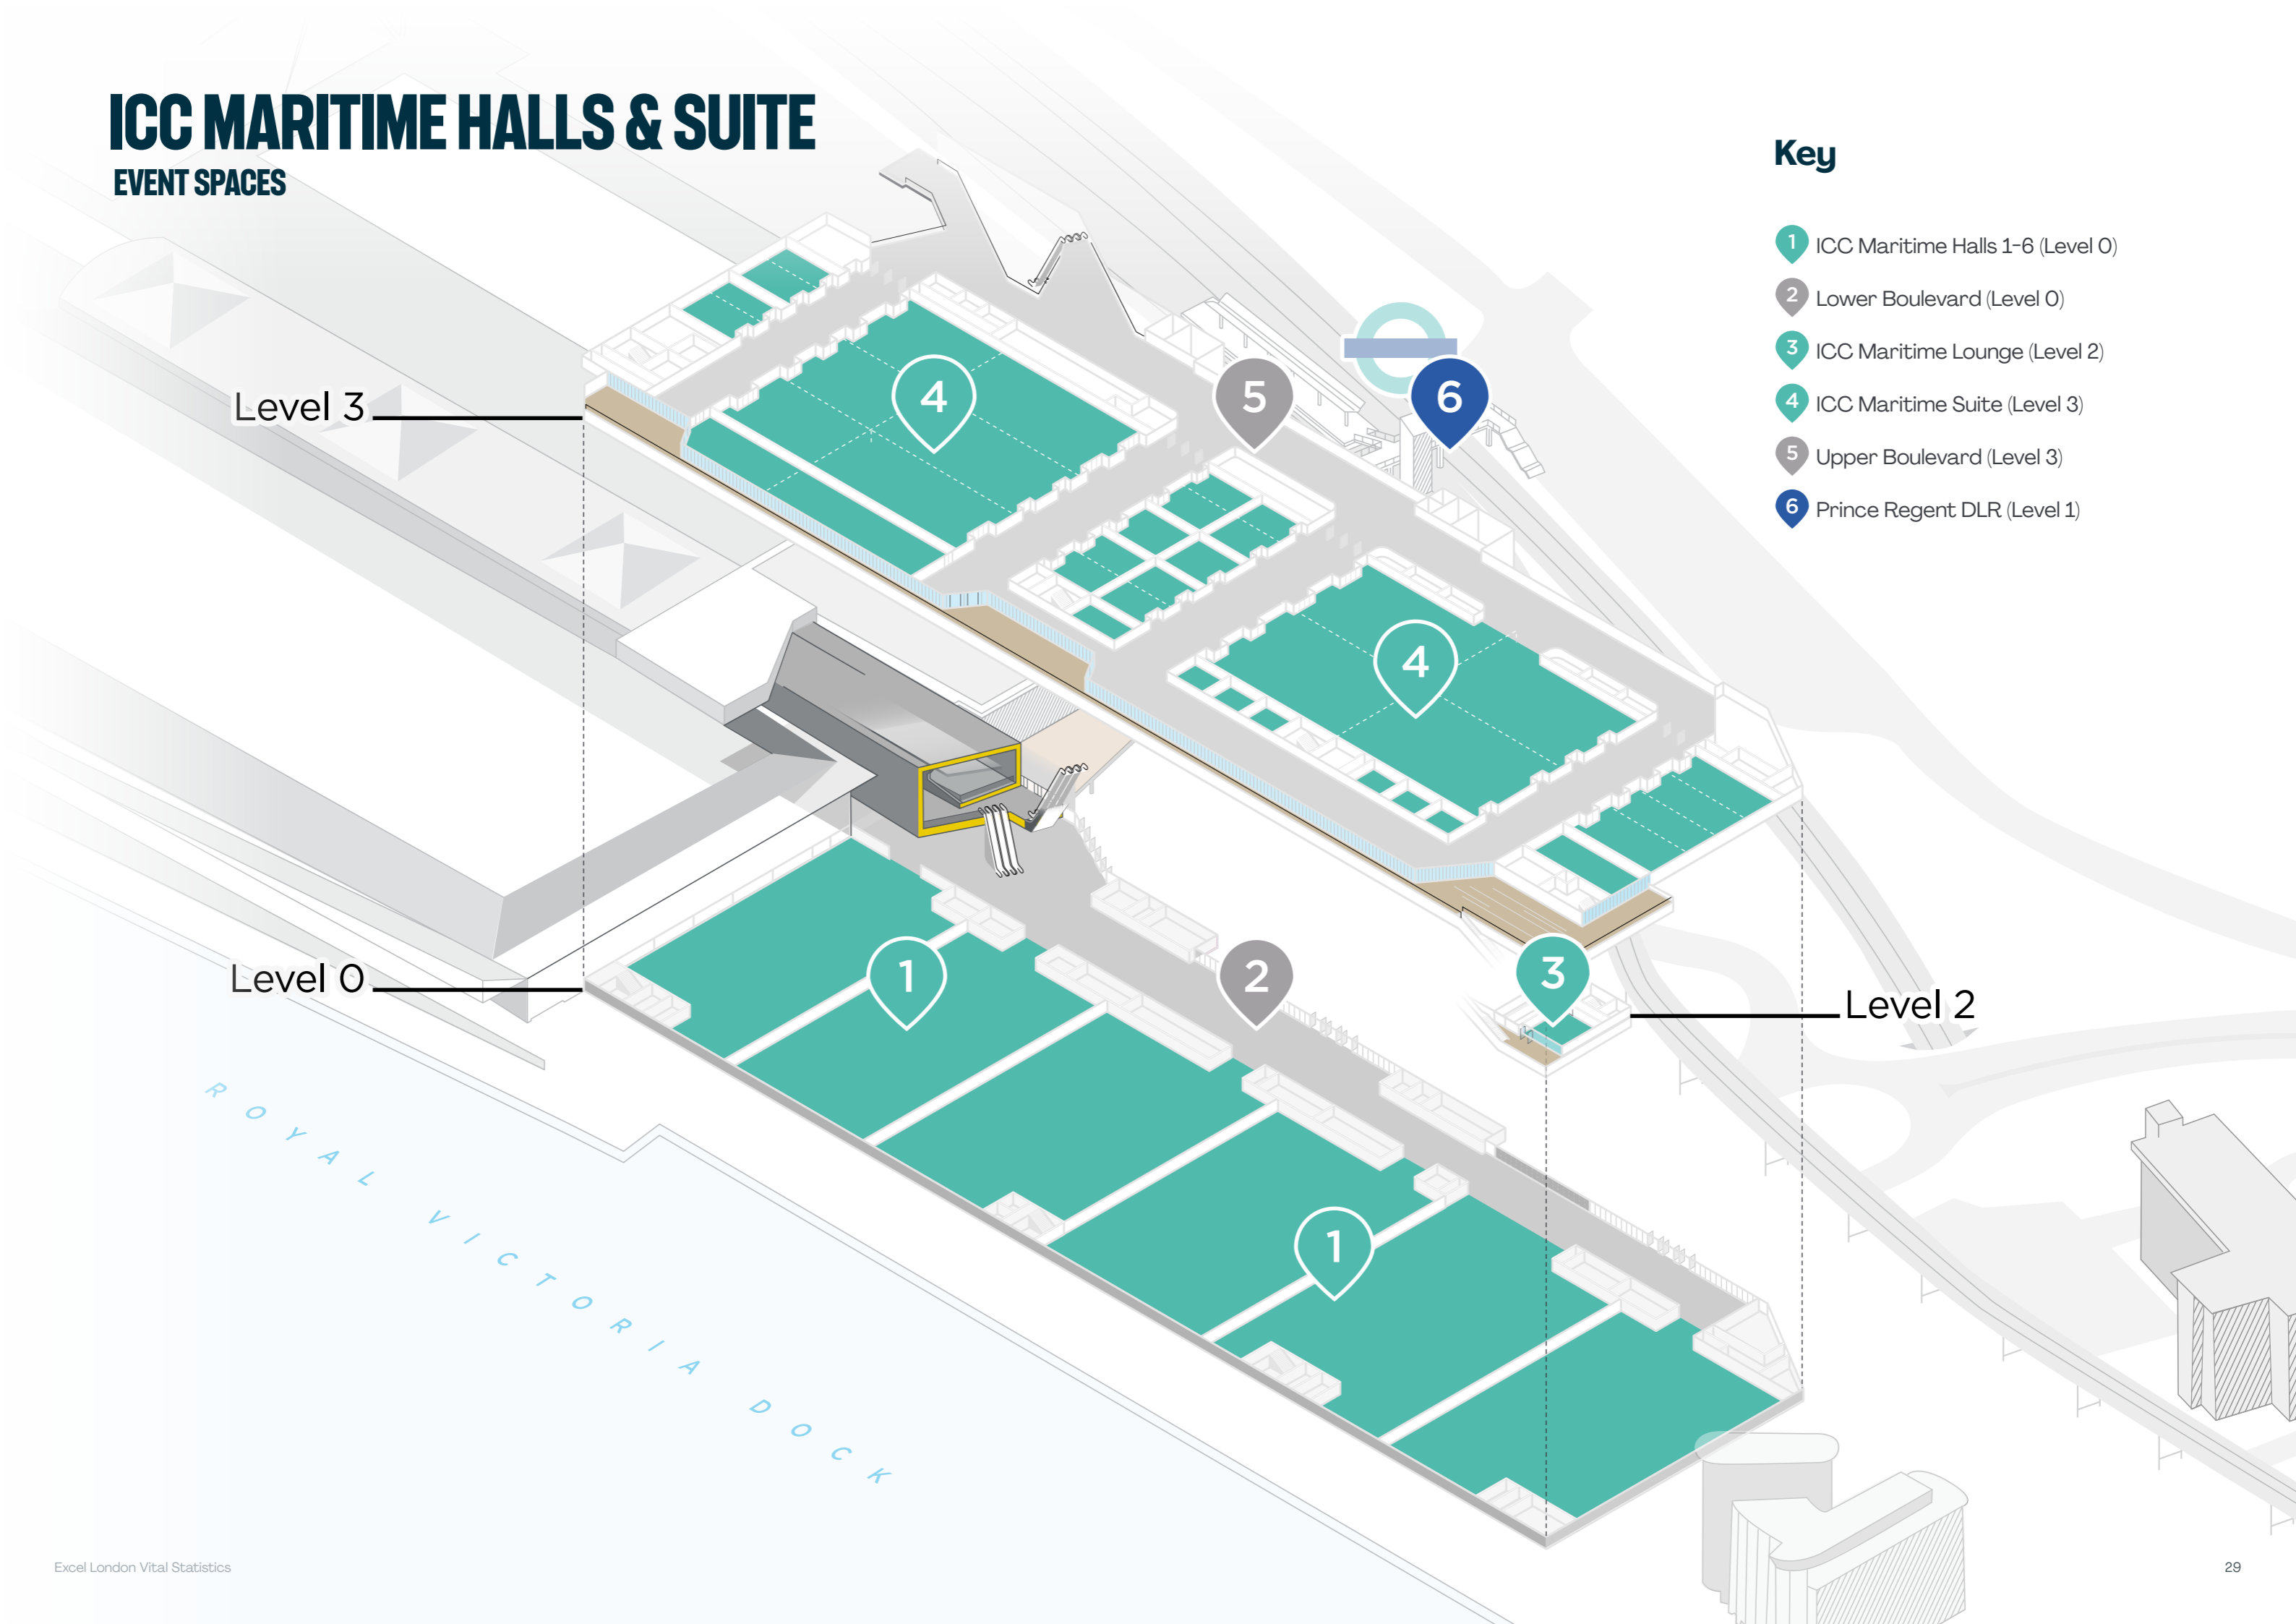 ICC MARITIME HALLS & SUITE
EVENT SPACES
Key
1 ICC Maritime Halls 1-6 (Level 0)
2 Lower Boulevard (Level 0)
3 ICC Maritime Lounge (Level 2)
4 ICC Maritime Suite (Level 3)
5 Upper Boulevard (Level 3)
6 Prince Regent DLR (Level 1)
4
5
6
Level 3
4
1
2
3
Level 0
Level 2
1
ROYAL VICTORIA DOCK
Excel London Vital Statistics
29